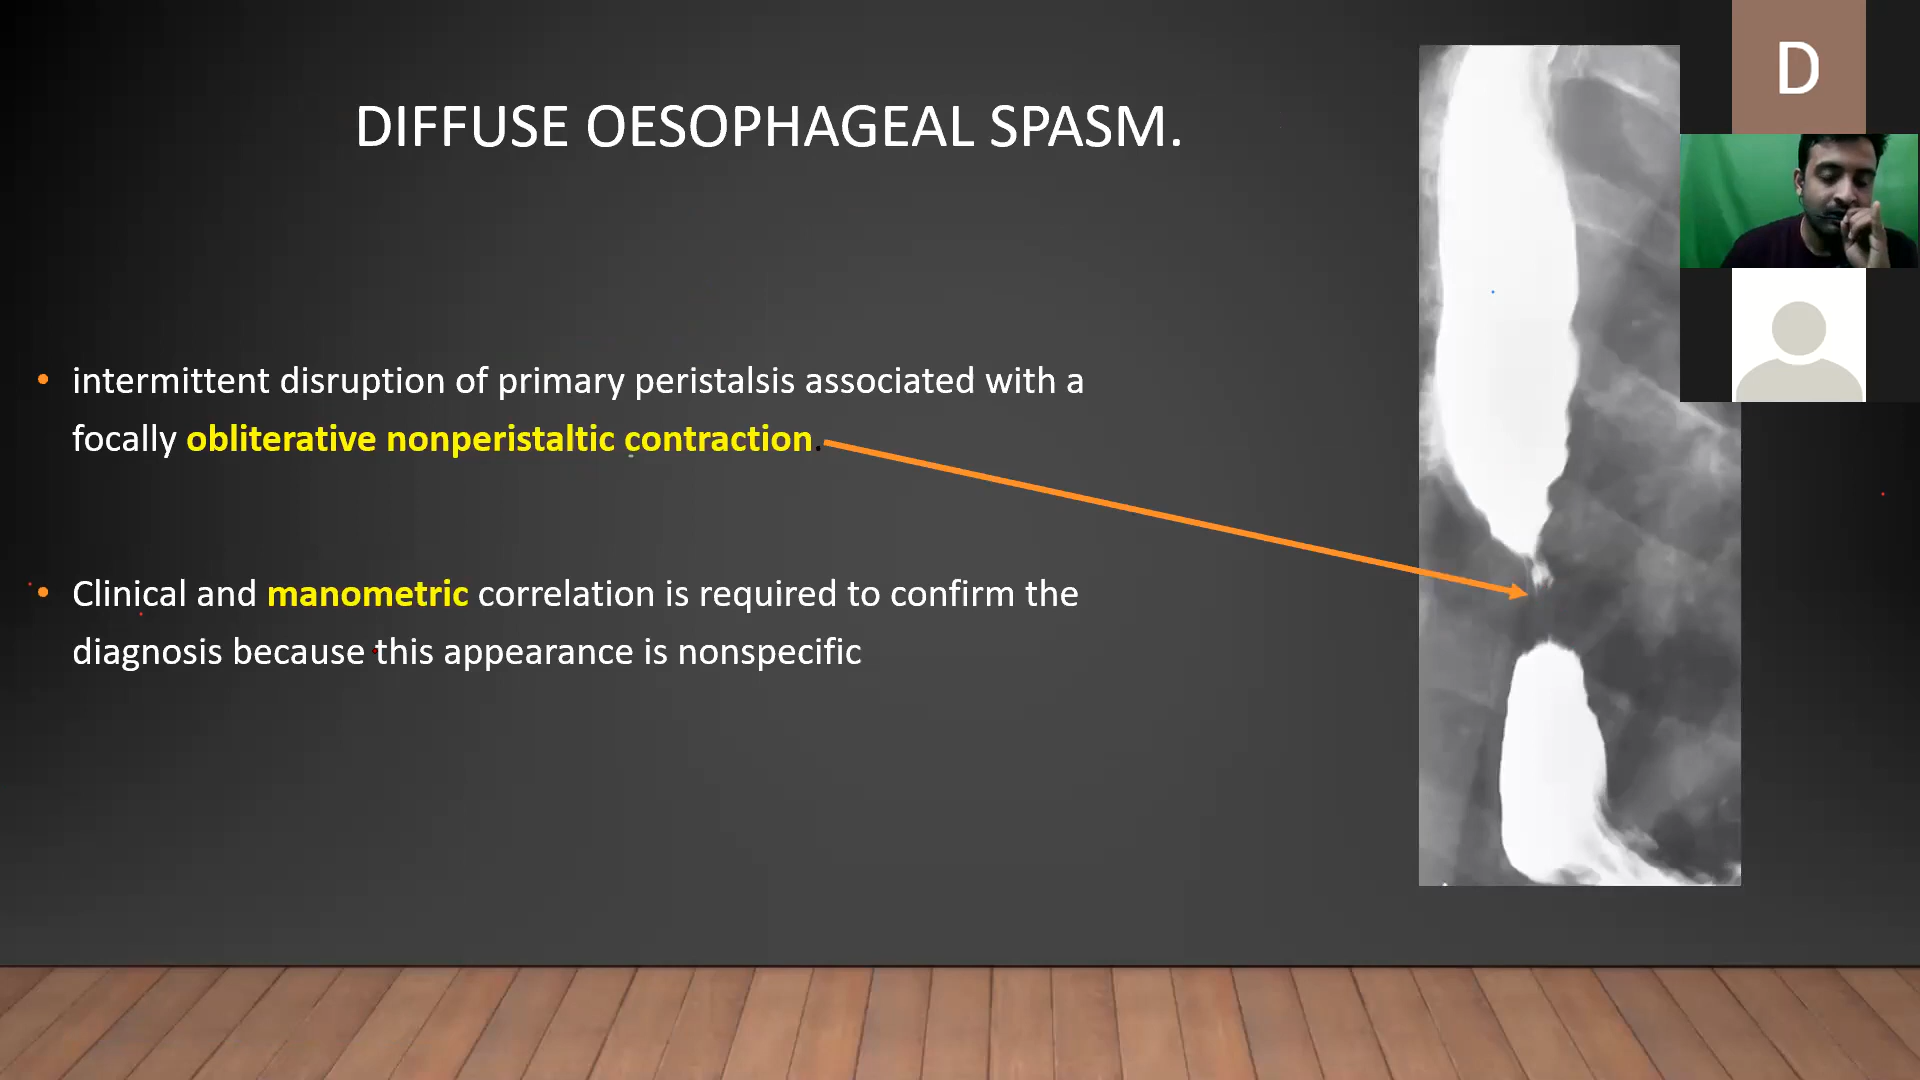 DIFFUSE OESOPHAGEAL SPASM.
D
• intermittent disruption of primary peristalsis associated with a
focally obliterative nonperistaltic contraction.
• Clinical and manometric correlation is required to confirm the
diagnosis because this appearance is nonspecific